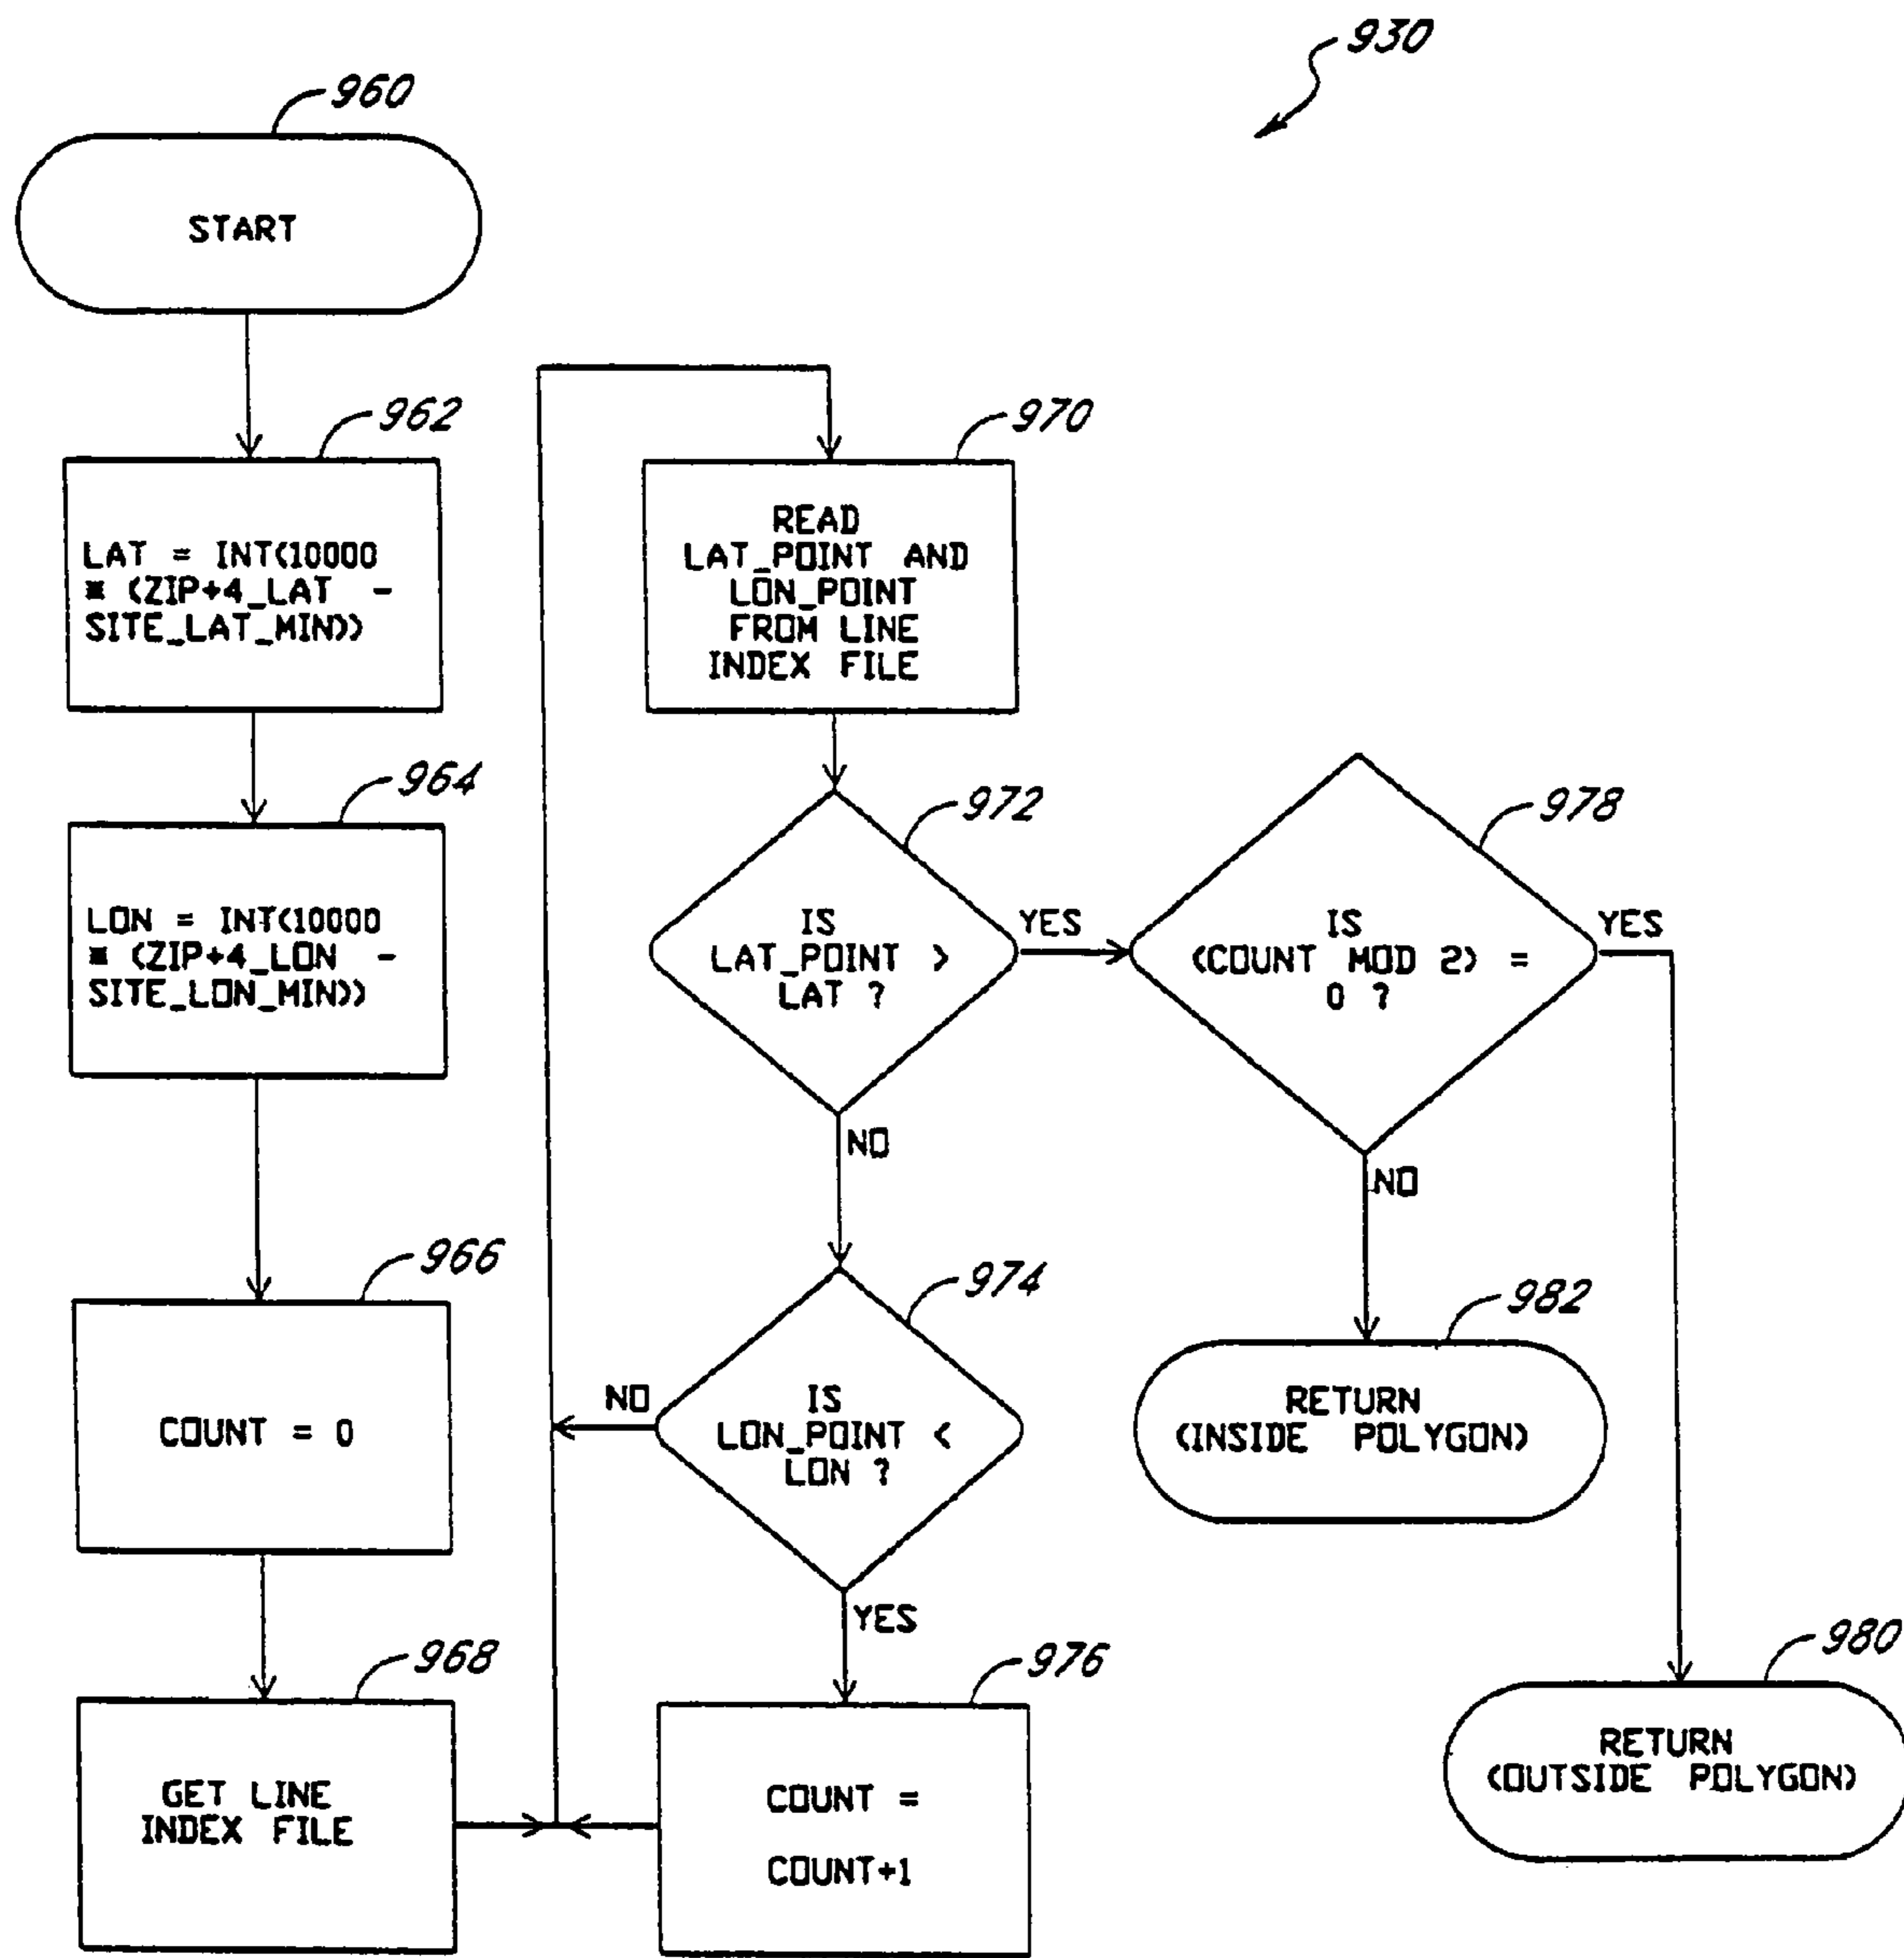 930
960
START
962
LAT = INT(10000
* (ZIP+4_LAT -
SITE_LAT_MIN))
964
LON = INT(10000
* (ZIP+4_LON -
SITE_LON_MIN))
966
COUNT = 0
968
GET LINE
INDEX FILE
970
READ
LAT_POINT AND
LON_POINT
FROM LINE
INDEX FILE
972
IS
LAT_POINT >
LAT ?
YES
NO
974
IS
LON_POINT <
LON ?
NO
YES
976
COUNT =
COUNT+1
978
IS
(COUNT MOD 2) =
0 ?
YES
NO
982
RETURN
(INSIDE POLYGON)
980
RETURN
(OUTSIDE POLYGON)